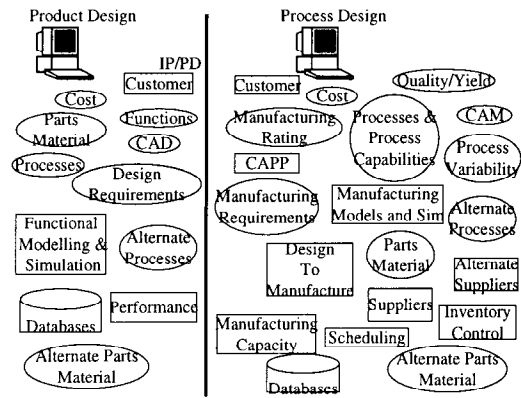 Product Design
IP/PD
Customer
Cost
Parts
Material
Functions
CAD
Processes
Design
Requirements
Functional
Modelling &
Simulation
Alternate
Processes
Databases
Performance
Alternate Parts
Material
Process Design
Customer
Cost
Quality/Yield
Manufacturing
Rating
Processes &
Process
Capabilities
CAM
CAPP
Process
Variability
Manufacturing
Requirements
Manufacturing
Models and Sim
Alternate
Processes
Design
To
Manufacture
Parts
Material
Alternate
Suppliers
Suppliers
Manufacturing
Capacity
Scheduling
Inventory
Control
Databases
Alternate Parts
Material